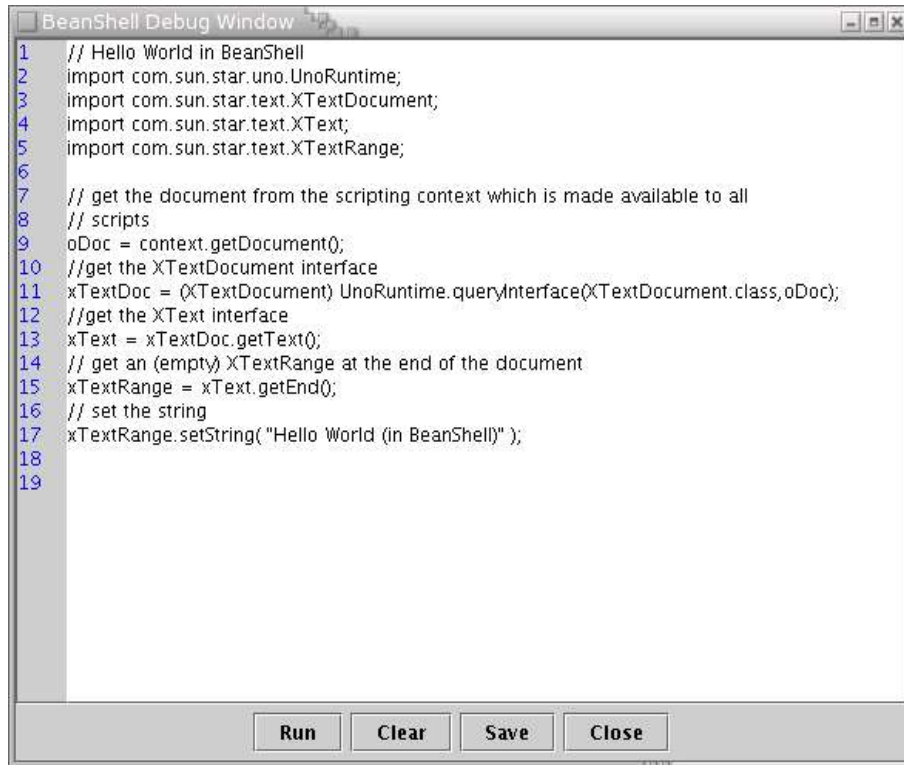 BeanShell Debug Window
1 // Hello World in BeanShell
2 import com.sun.star.uno.UnoRuntime;
3 import com.sun.star.text.XTextDocument;
4 import com.sun.star.text.XText;
5 import com.sun.star.text.XTextRange;
6
7 // get the document from the scripting context which is made available to all
8 // scripts
9 oDoc = context.getDocument();
10 //get the XTextDocument interface
11 xTextDoc = (XTextDocument) UnoRuntime.queryInterface(XTextDocument.class,oDoc);
12 //get the XText interface
13 xText = xTextDoc.getText();
14 // get an (empty) XTextRange at the end of the document
15 xTextRange = xText.getEnd();
16 // set the string
17 xTextRange.setString( "Hello World (in BeanShell)" );
18
19
Run Clear Save Close